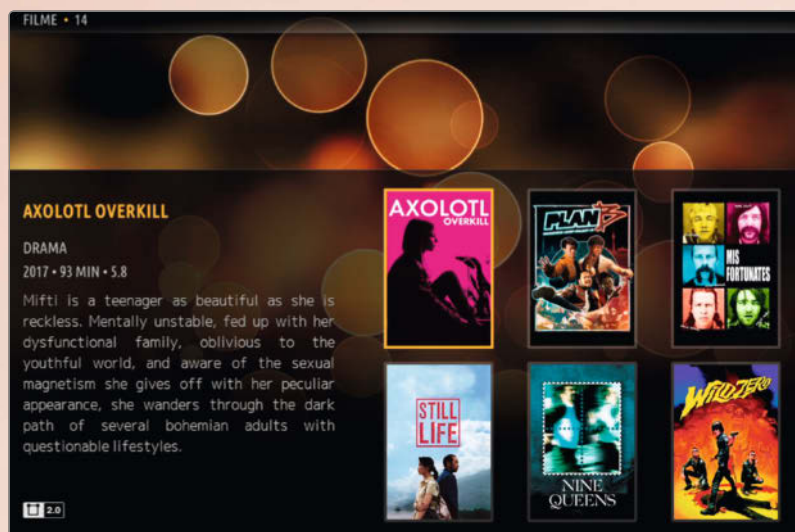 FILME • 14
AXOLOTL OVERKILL
DRAMA
2017 • 93 MIN • 5.8
Mifti is a teenager as beautiful as she is
reckless. Mentally unstable, fed up with her
dysfunctional family, oblivious to the
youthful world, and aware of the sexual
magnetism she gives off with her peculiar
appearance, she wanders through the dark
path of several bohemian adults with
questionable lifestyles.
2.0
AXOLOTL
OVERKILL
PLAN B
MIS
FORTUNATES
STILL
LIFE
NINE
QUEENS
WILD ZERO